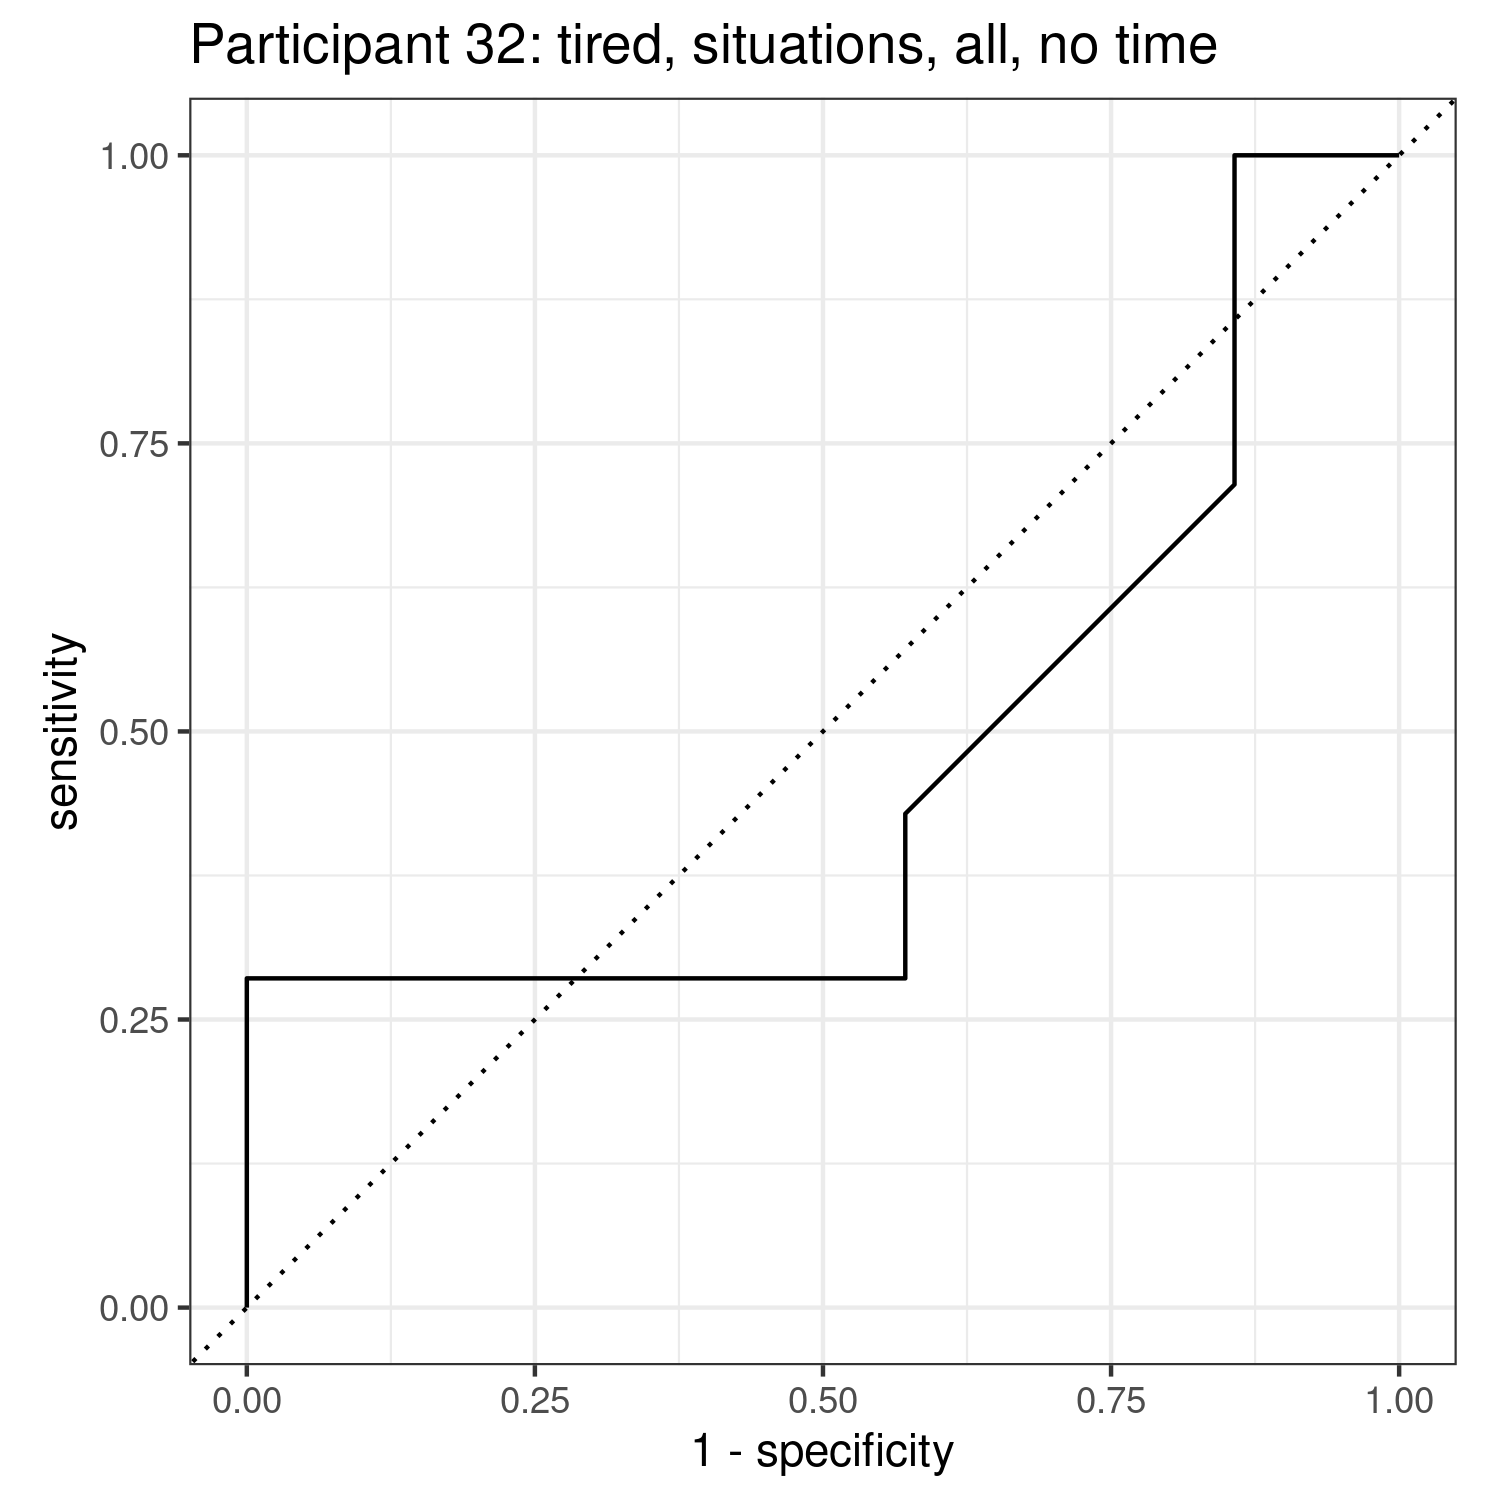 Participant 32: tired, situations, all, no time
sensitivity
1.00
0.75
0.50
0.25
0.00
0.00 0.25 0.50 0.75 1.00
1 - specificity